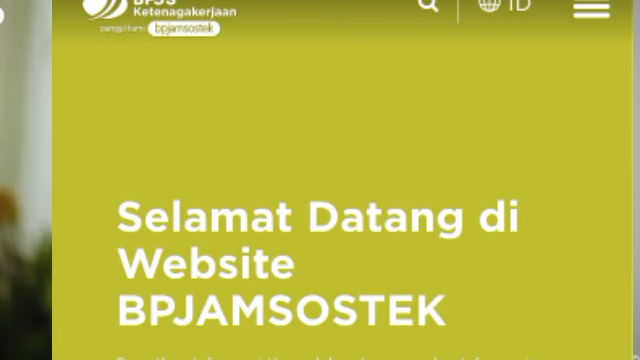 BPJS
Ketenagakerjaan
panggil kami bpjamsostek
ID
Selamat Datang di
Website
BPJAMSOSTEK